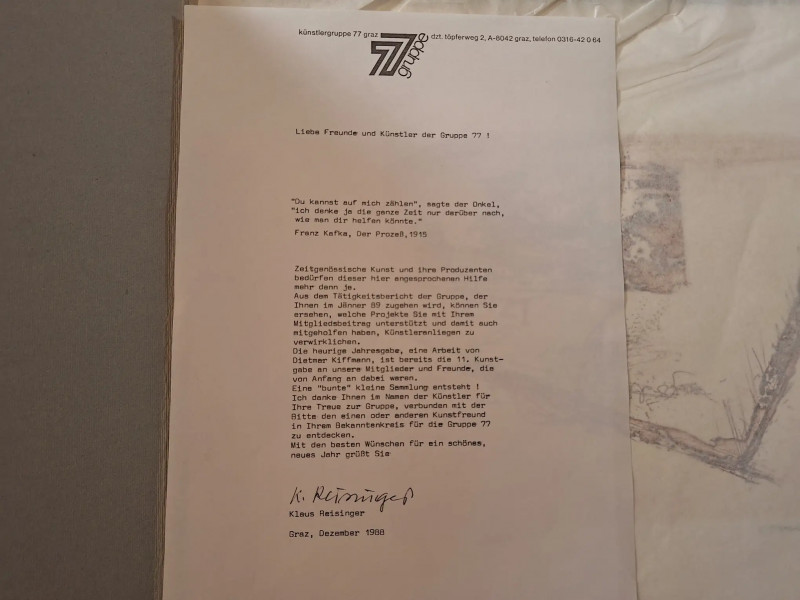 künstlergruppe 77 graz
77 gruppe
dzt. töpferweg 2, A-8042 graz, telefon 0316-42 0 64
Liebe Freunde und Künstler der Gruppe 77 !
"Du kannst auf mich zählen", sagte der Onkel,
"ich denke ja die ganze Zeit nur darüber nach,
wie man dir helfen könnte."
Franz Kafka, Der Prozeß,1915
Zeitgenössische Kunst und ihre Produzenten
bedürfen dieser hier angesprochenen Hilfe
mehr denn je.
Aus dem Tätigkeitsbericht der Gruppe, der
Ihnen im Jänner 89 zugehen wird, können Sie
ersehen, welche Projekte Sie mit Ihrem
Mitgliedsbeitrag unterstützt und damit auch
mitgeholfen haben, Künstleranliegen zu
verwirklichen.
Die heurige Jahresgabe, eine Arbeit von
Dietmar Kiffmann, ist bereits die 11. Kunst-
gabe an unsere Mitglieder und Freunde, die
von Anfang an dabei waren.
Eine "bunte" kleine Sammlung entsteht !
Ich danke Ihnen im Namen der Künstler für
Ihre Treue zur Gruppe, verbunden mit der
Bitte den einen oder anderen Kunstfreund
in Ihrem Bekanntenkreis für die Gruppe 77
zu entdecken.
Mit den besten Wünschen für ein schönes,
neues Jahr grüßt Sie
K. Reisinger
Klaus Reisinger
Graz, Dezember 1988